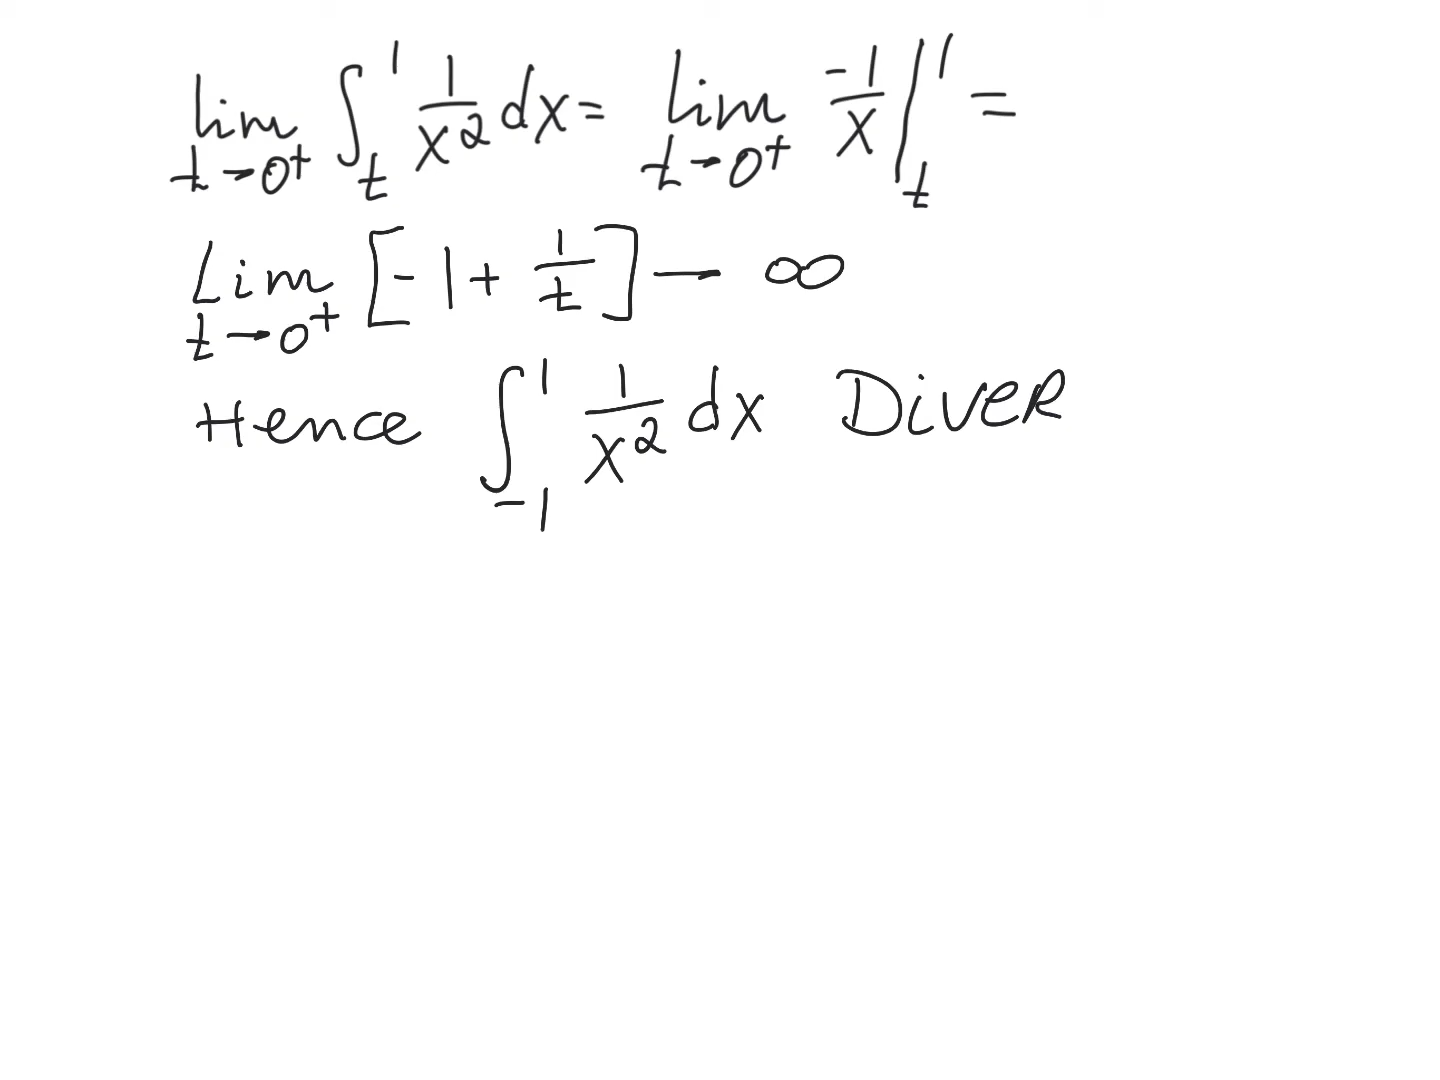 lim t→0⁺ ∫_t^1 1/x² dx = lim t→0⁺ -1/x |_t^1 =
Lim t→0⁺ [-1 + 1/t] → ∞
Hence ∫_{-1}^1 1/x² dx DiVER